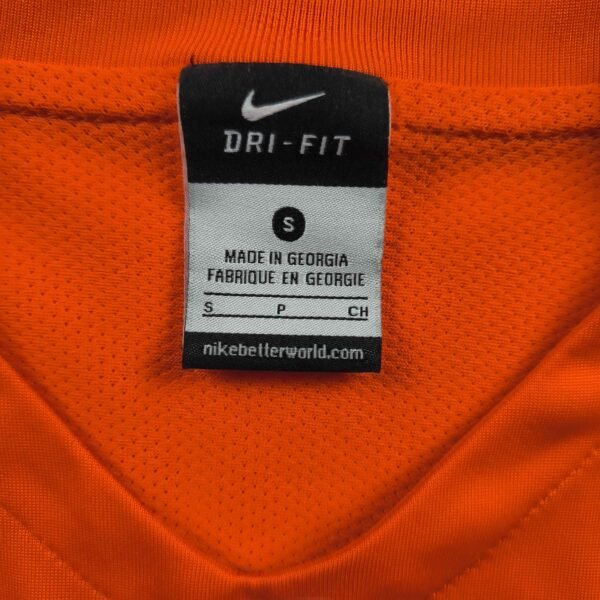 DRI-FIT
S
MADE IN GEORGIA
FABRIQUE EN GEORGIE
S P CH
nikebetterworld.com